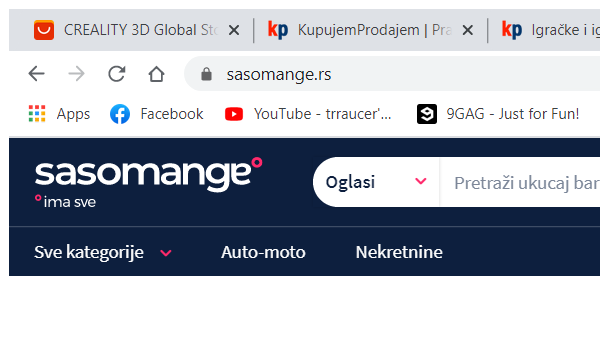 CREALITY 3D Global Sto
kp KupujemProdajem | Pra
kp Igračke i ig
sasomange.rs
Apps Facebook YouTube - trraucer'... 9GAG - Just for Fun!
sasomange
ima sve
Oglasi Pretraži ukucaj bar
Sve kategorije Auto-moto Nekretnine